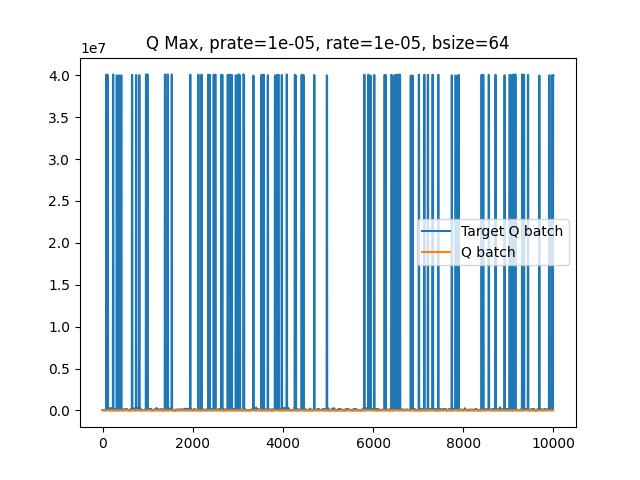 Q Max, prate=1e-05, rate=1e-05, bsize=64
1e7
4.0
3.5
3.0
2.5
2.0
1.5
1.0
0.5
0.0
Target Q batch
Q batch
0 2000 4000 6000 8000 10000